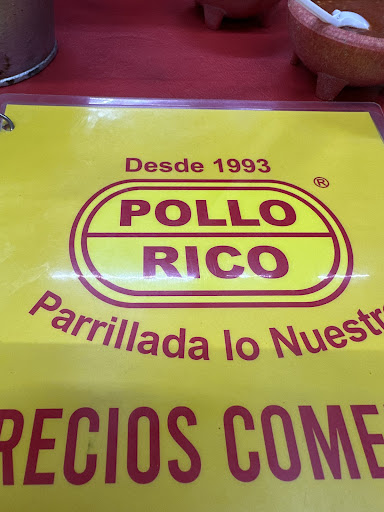 Desde 1993
®
POLLO
RICO
Parrillada lo Nuestr
RECIOS COME